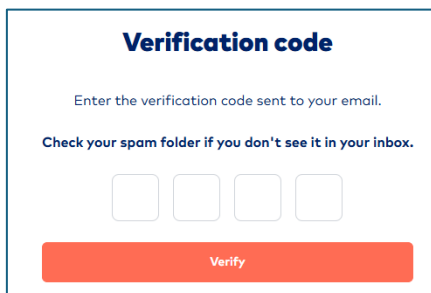 Verification code
Enter the verification code sent to your email.
Check your spam folder if you don't see it in your inbox.
Verify